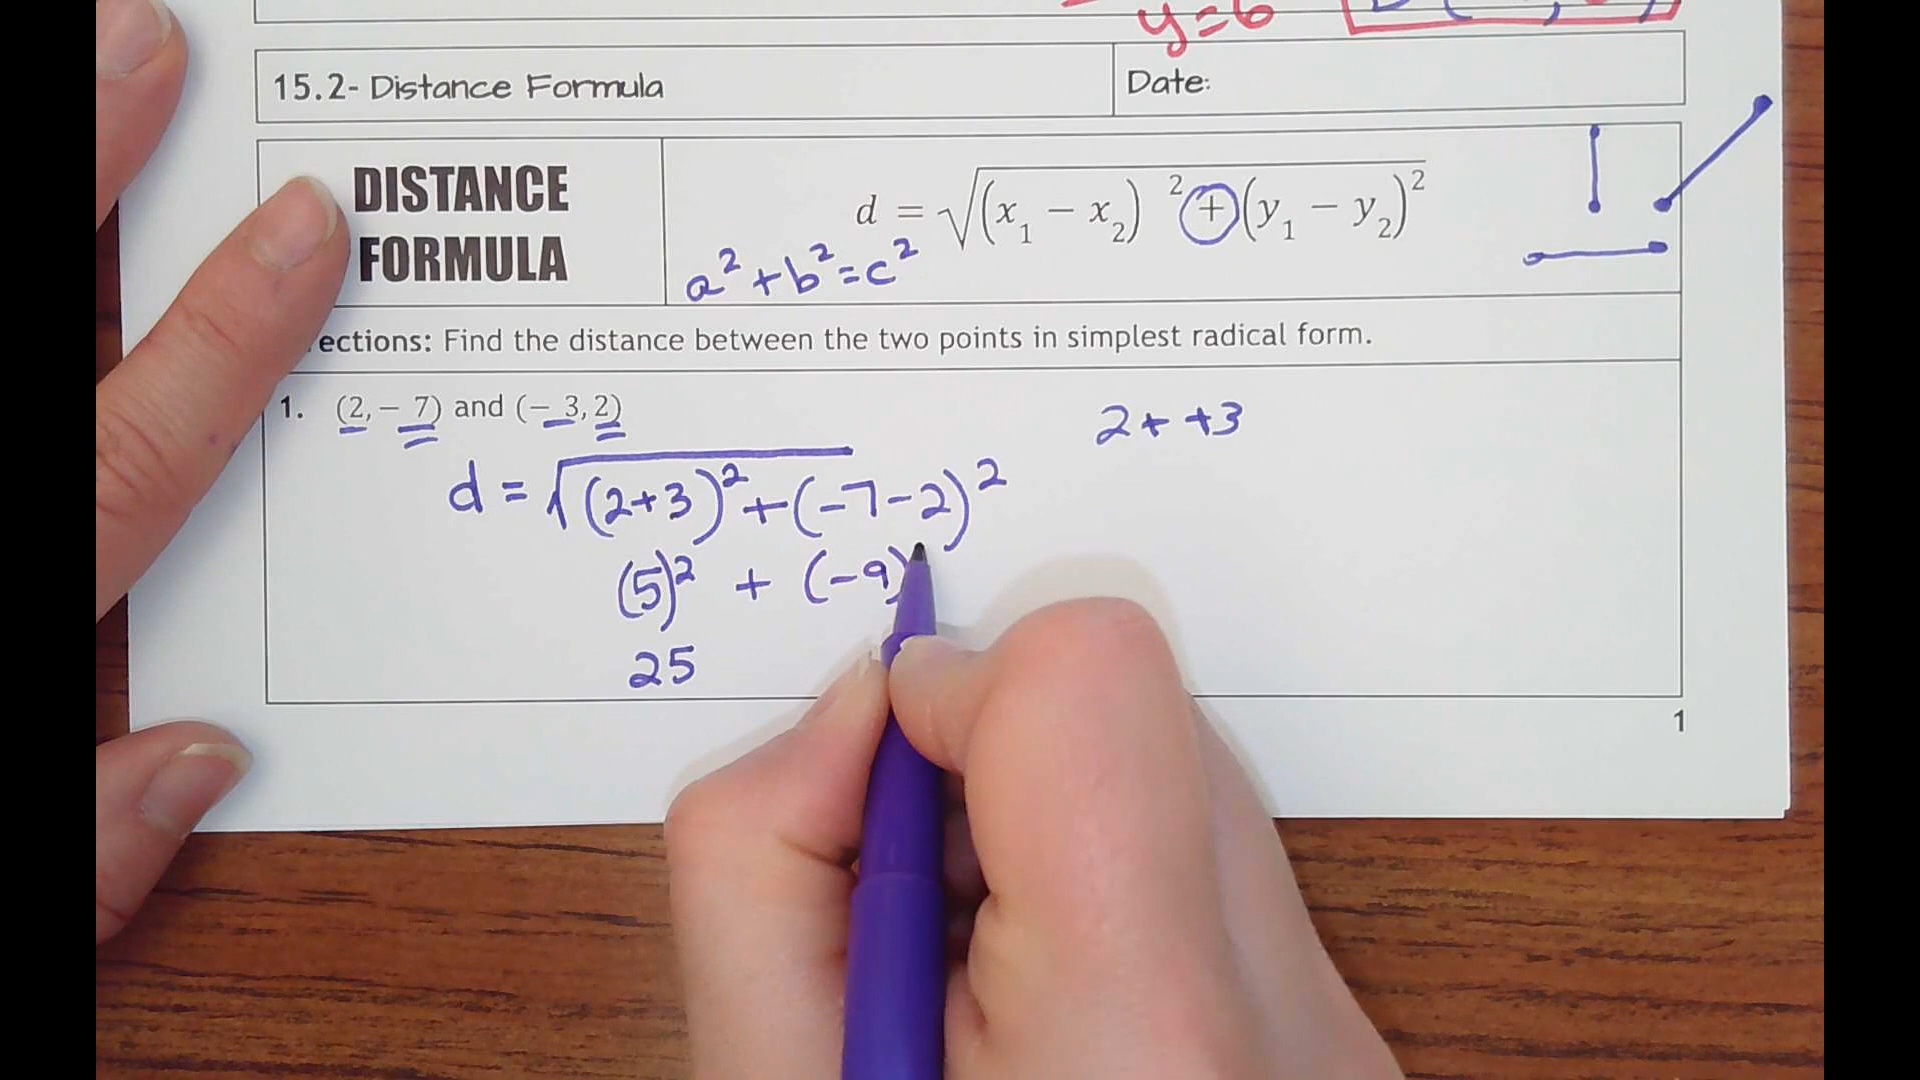 y=6
15.2- Distance Formula
Date:
DISTANCE
FORMULA
d = √(x₁ − x₂) ² + (y₁ − y₂)²
a² + b² = c²
ections: Find the distance between the two points in simplest radical form.
1. (2,− 7) and (− 3, 2)
2+ +3
d = √(2+3)² + (-7-2)²
(5)² + (-9)
25
1